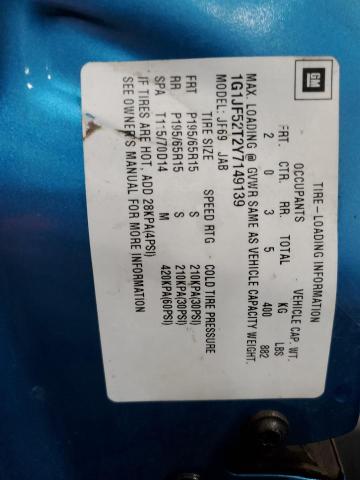 GM
TIRE-LOADING INFORMATION
OCCUPANTS VEHICLE CAP. WT.
FRT. CTR. RR. TOTAL KG LBS
2 0 3 5 400 882
MAX. LOADING @ GVWR SAME AS VEHICLE CAPACITY WEIGHT.
1G1JF52T2Y7149139
MODEL: JF69 JAB
TIRE SIZE SPEED RTG COLD TIRE PRESSURE
FRT P195/65R15 S 210KPA(30PSI)
RR P195/65R15 S 210KPA(30PSI)
SPA T115/70D14 M 420KPA(60PSI)
IF TIRES ARE HOT, ADD 28KPA(4PSI)
SEE OWNER'S MANUAL FOR MORE INFORMATION